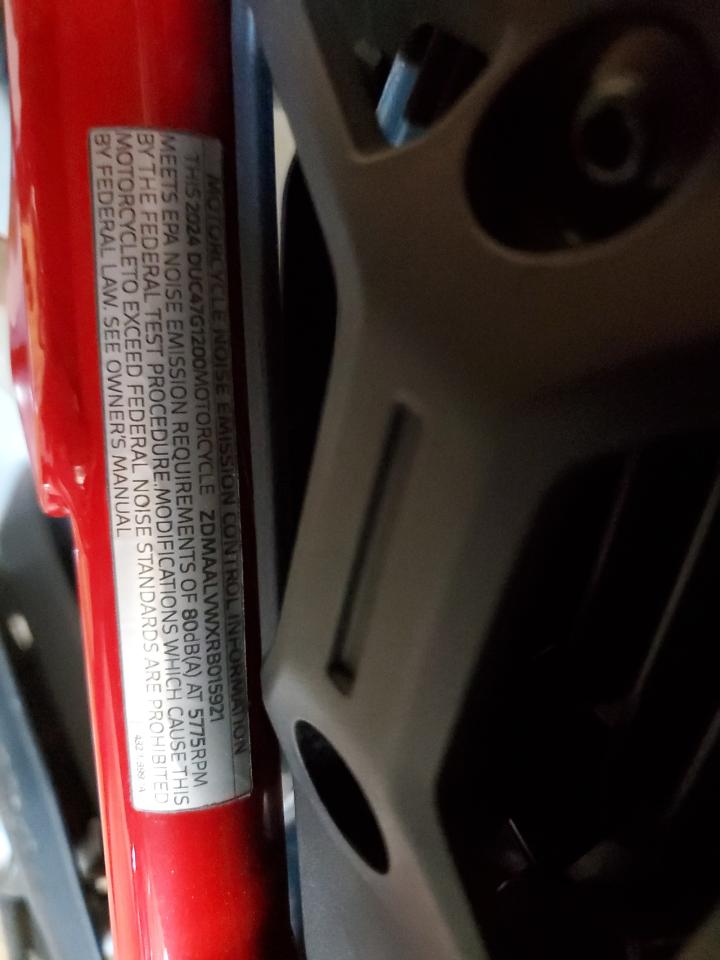 MOTORCYCLE NOISE EMISSION CONTROL INFORMATION
THIS 2024 DUC47G1200MOTORCYCLE ZDMAALVWXRB015921
MEETS EPA NOISE EMISSION REQUIREMENTS OF 80dB(A) AT 5775RPM
BY THE FEDERAL TEST PROCEDURE.MODIFICATIONS WHICH CAUSE THIS
MOTORCYCLETO EXCEED FEDERAL NOISE STANDARDS ARE PROHIBITED
BY FEDERAL LAW. SEE OWNER'S MANUAL